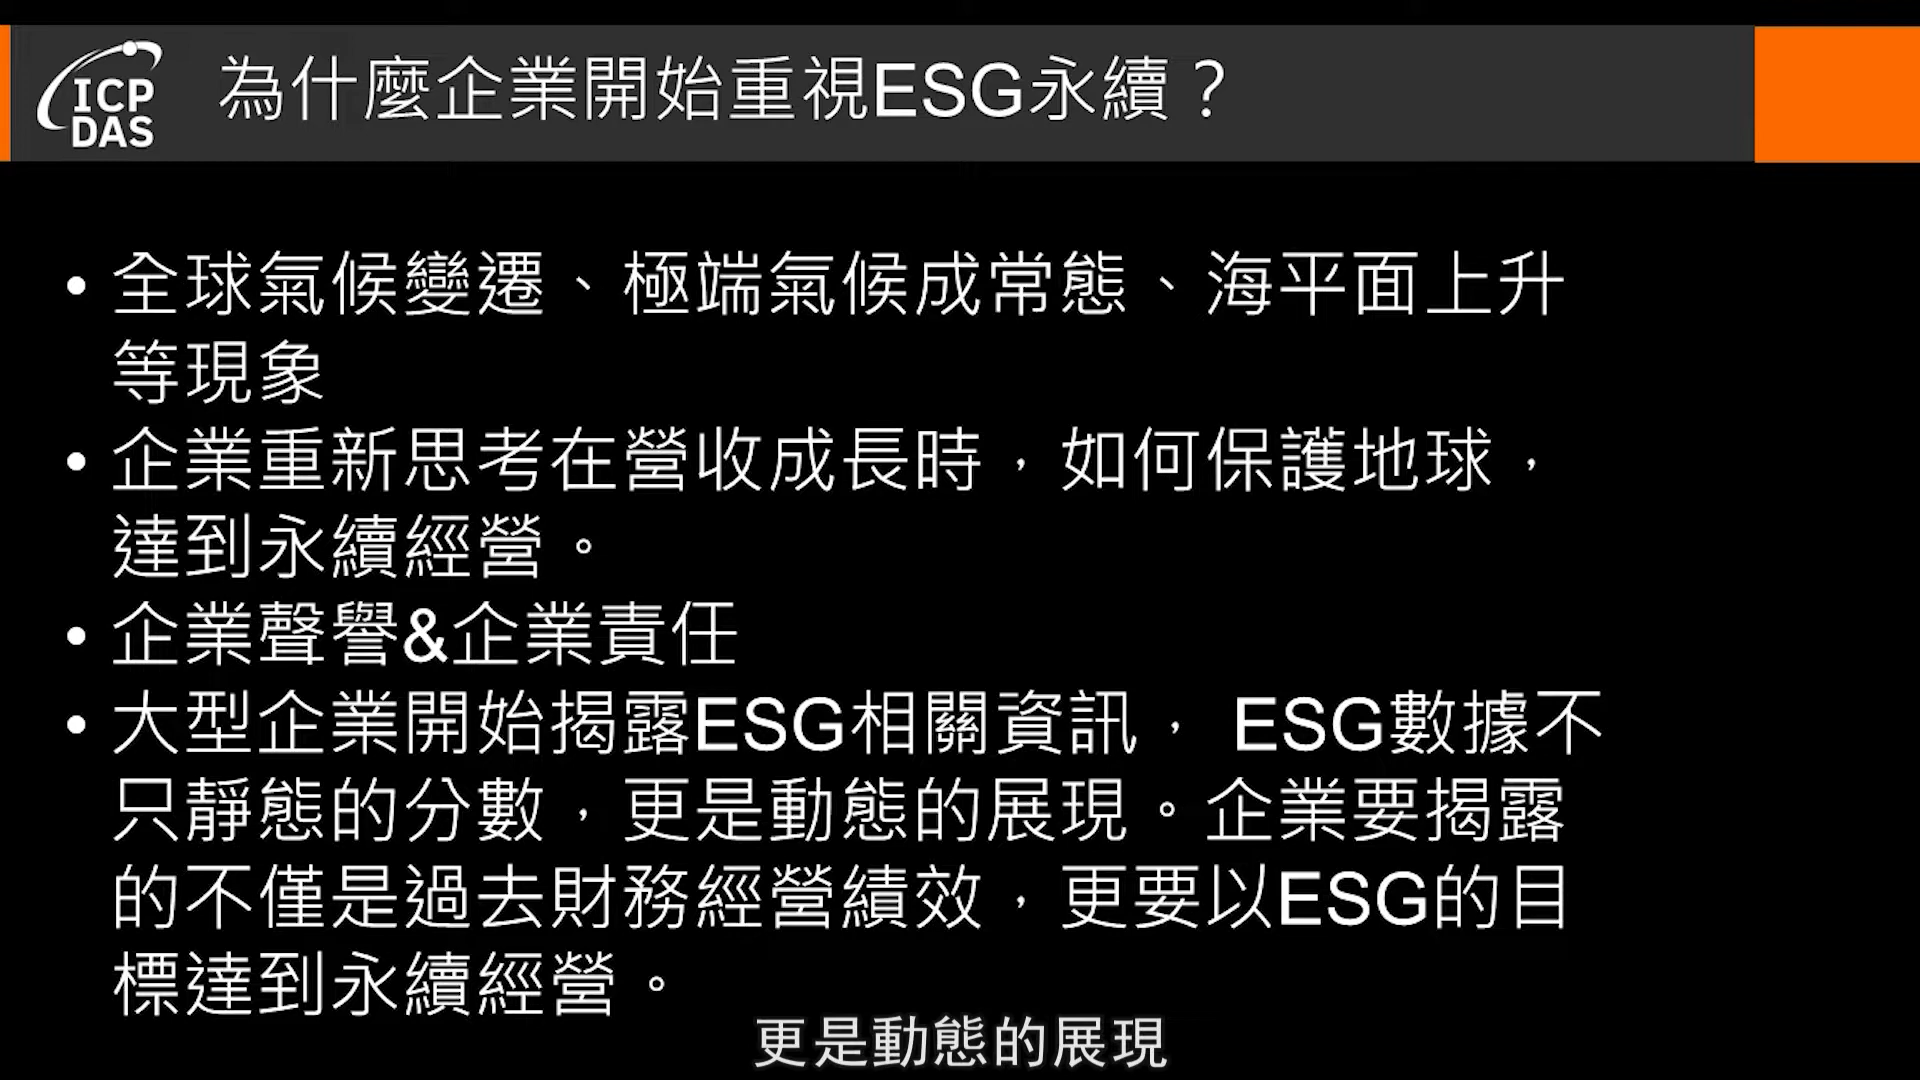 ICP
DAS
為什麼企業開始重視ESG永續？
• 全球氣候變遷、極端氣候成常態、海平面上升
等現象
• 企業重新思考在營收成長時，如何保護地球，
達到永續經營。
• 企業聲譽&企業責任
• 大型企業開始揭露ESG相關資訊， ESG數據不
只靜態的分數，更是動態的展現。企業要揭露
的不僅是過去財務經營績效，更要以ESG的目
標達到永續經營。
更是動態的展現